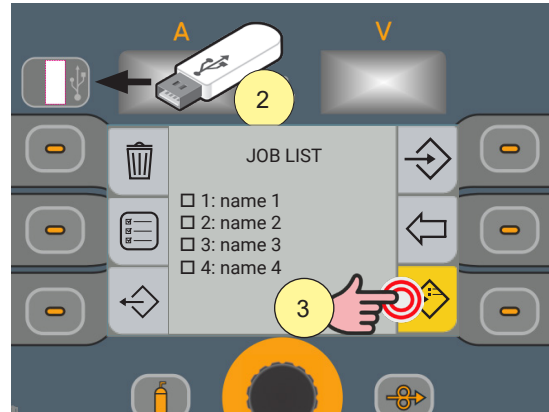 A
V
2
JOB LIST
1: name 1
2: name 2
3: name 3
4: name 4
3